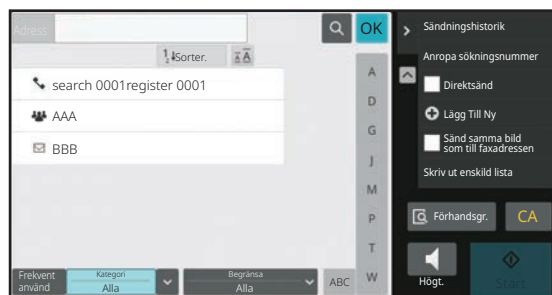 Adress
OK
Sändningshistorik
Sorter.
Anropa sökningsnummer
search 0001register 0001
A
Direktsänd
AAA
D
Lägg Till Ny
G
BBB
Sänd samma bild
som till faxadressen
J
Skriv ut enskild lista
M
P
Förhandsgr.
CA
T
Frekvent
använd
Kategori
Alla
Begränsa
Alla
ABC
W
Högt.
Start